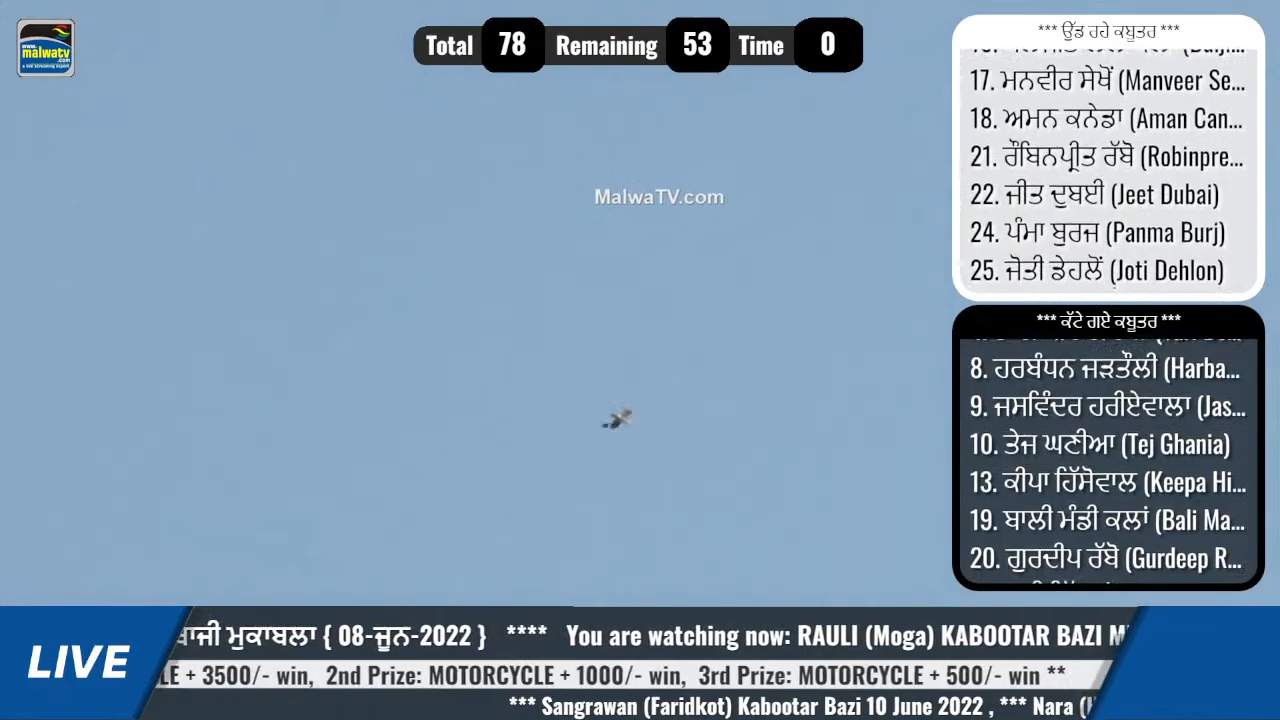 www.
malwatv
.com
Total 78 Remaining 53 Time 0
MalwaTV.com
*** ਉੱਡ ਰਹੇ ਕਬੂਤਰ ***
17. ਮਨਵੀਰ ਸੇਖੋਂ (Manveer Se...
18. ਅਮਨ ਕਨੇਡਾ (Aman Can...
21. ਰੌਬਿਨਪ੍ਰੀਤ ਰੱਬੋ (Robinpre...
22. ਜੀਤ ਦੁਬਈ (Jeet Dubai)
24. ਪੰਮਾ ਬੁਰਜ (Panma Burj)
25. ਜੋਤੀ ਡੇਹਲੋਂ (Joti Dehlon)
*** ਕੱਟੇ ਗਏ ਕਬੂਤਰ ***
8. ਹਰਬੰਧਨ ਜੜਤੌਲੀ (Harba...
9. ਜਸਵਿੰਦਰ ਹਰੀਏਵਾਲਾ (Jas...
10. ਤੇਜ ਘਣੀਆ (Tej Ghania)
13. ਕੀਪਾ ਹਿੱਸੋਵਾਲ (Keepa Hi...
19. ਬਾਲੀ ਮੰਡੀ ਕਲਾਂ (Bali Ma...
20. ਗੁਰਦੀਪ ਰੱਬੋ (Gurdeep R...
LIVE
ਬਾਜੀ ਮੁਕਾਬਲਾ { 08-ਜੂਨ-2022 } **** You are watching now: RAULI (Moga) KABOOTAR BAZI M
LE + 3500/- win, 2nd Prize: MOTORCYCLE + 1000/- win, 3rd Prize: MOTORCYCLE + 500/- win **
*** Sangrawan (Faridkot) Kabootar Bazi 10 June 2022 , *** Nara (